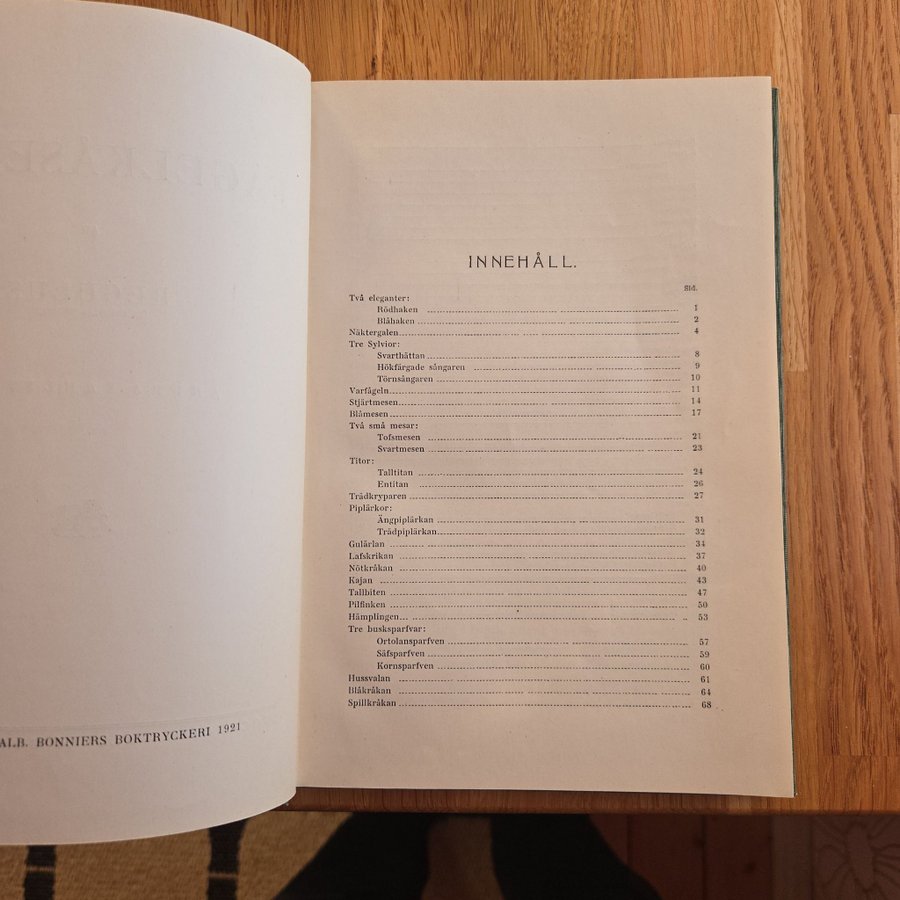 ALB. BONNIERS BOKTRYCKERI 1921
INNEHÅLL.
Sid.
Två eleganter:
Rödhaken 1
Blåhaken 2
Näktergalen 4
Tre Sylvior:
Svarthättan 8
Hökfärgade sångaren 9
Törnsångaren 10
Varfågeln 11
Stjärtmesen 14
Blåmesen 17
Två små mesar:
Tofsmesen 21
Svartmesen 23
Titor:
Talltitan 24
Entitan 26
Trädkryparen 27
Piplärkor:
Ängpiplärkan 31
Trädpiplärkan 32
Gulärlan 34
Lafskrikan 37
Nötkråkan 40
Kajan 43
Tallbiten 47
Pilfinken 50
Hämplingen 53
Tre busksparfvar:
Ortolansparfven 57
Säfsparfven 59
Kornsparfven 60
Hussvalan 61
Blåkråkan 64
Spillkråkan 68